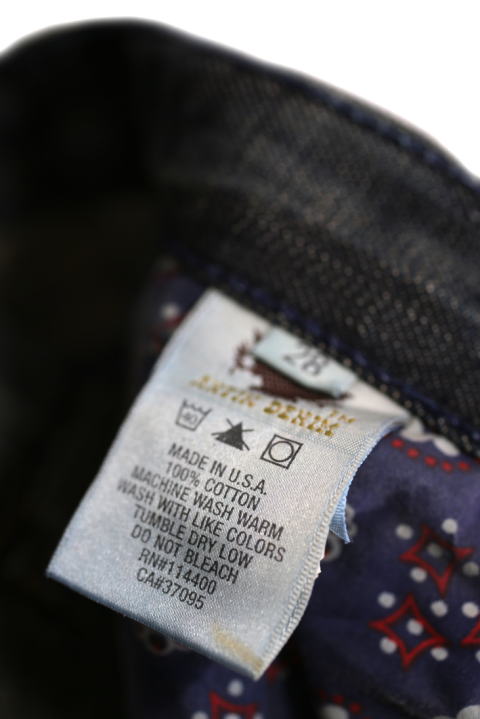 28
ANTIK DENIM
40
MADE IN U.S.A.
100% COTTON
MACHINE WASH WARM
WASH WITH LIKE COLORS
TUMBLE DRY LOW
DO NOT BLEACH
RN#114400
CA#37095